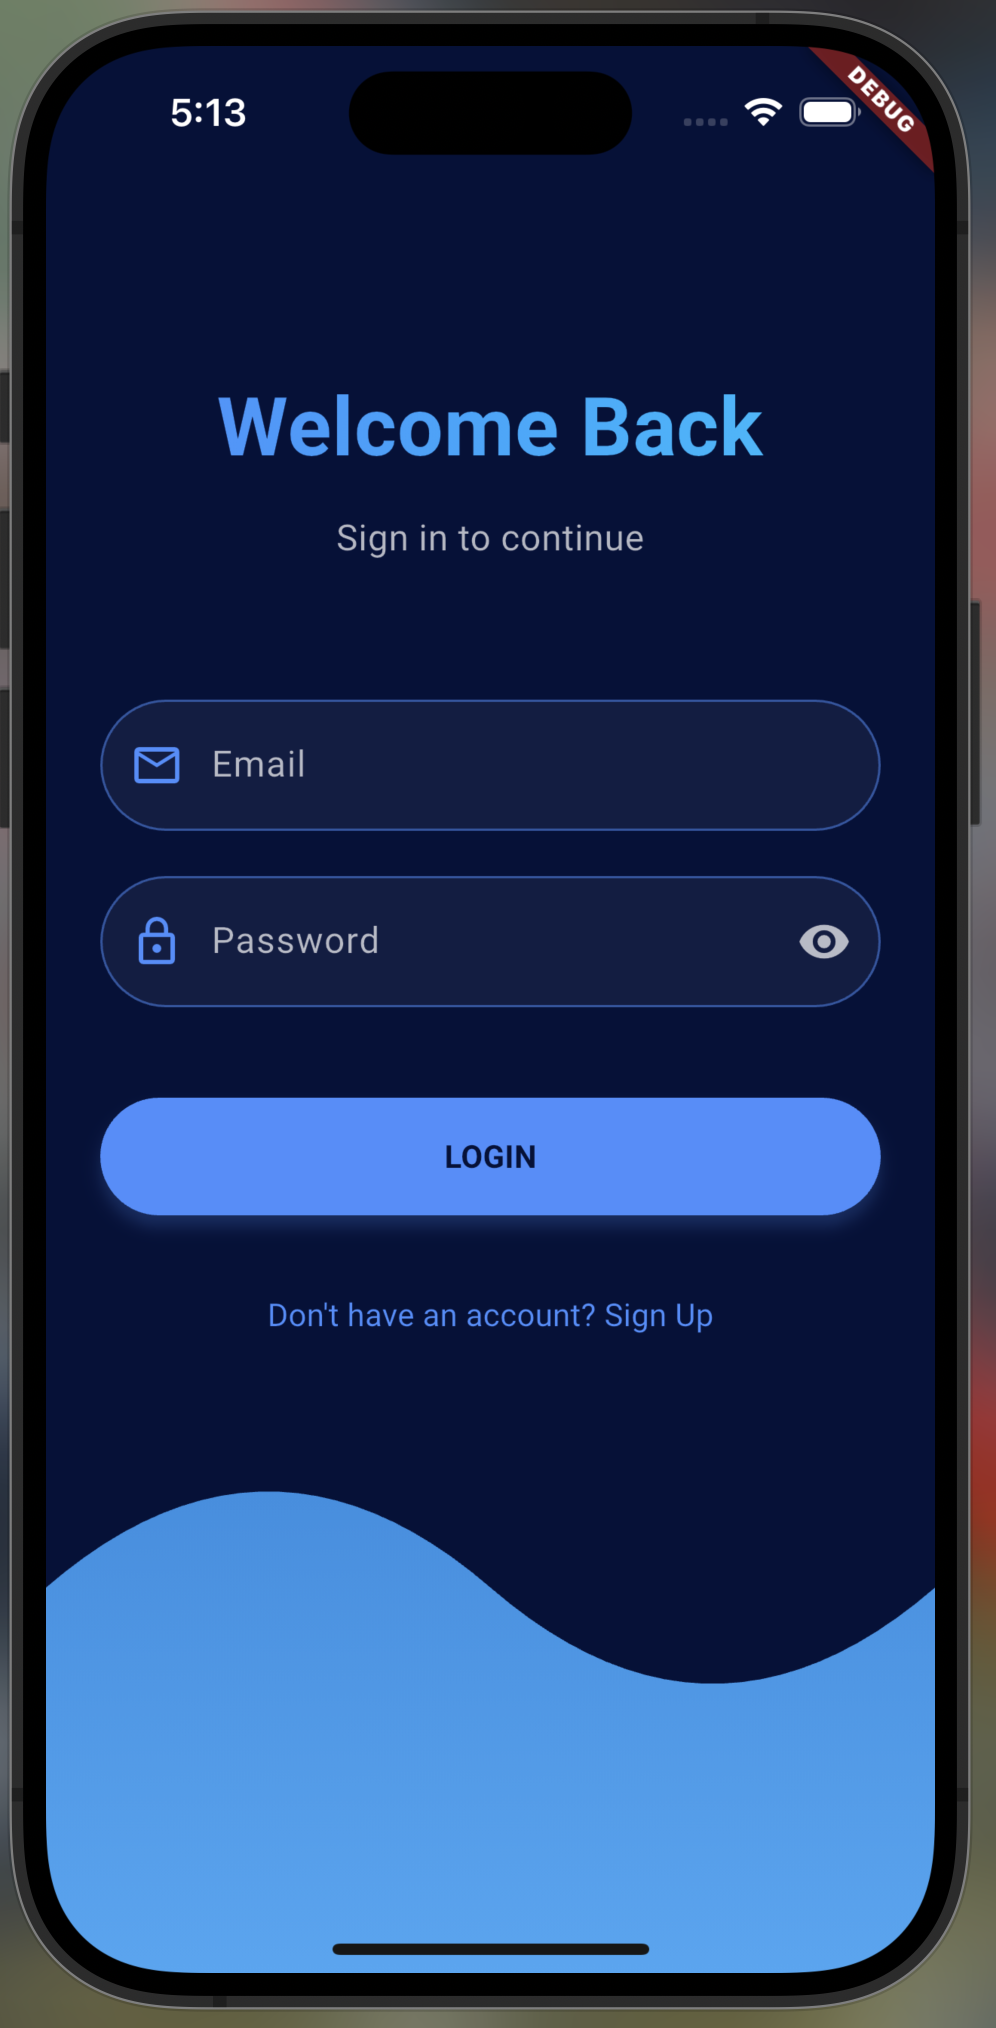 5:13
DEBUG
Welcome Back
Sign in to continue
Email
Password
LOGIN
Don't have an account? Sign Up